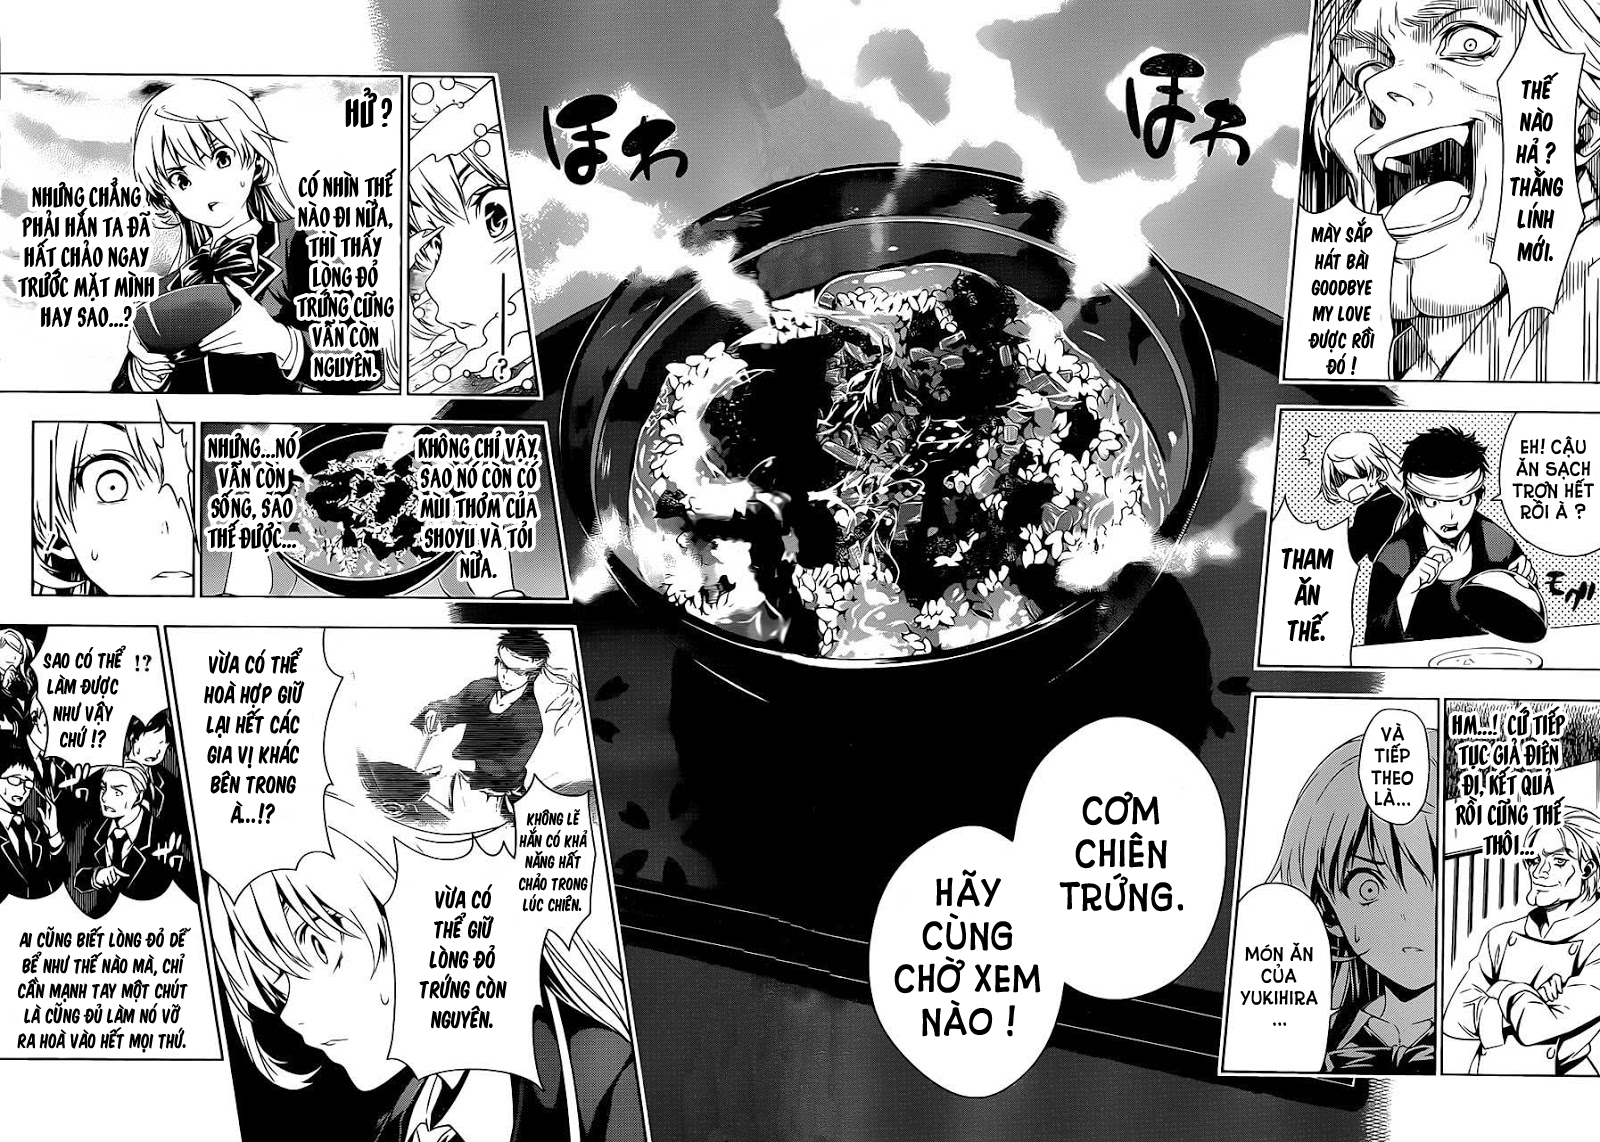 THẾ
NÀO
HẢ ?
THẰNG
LÍNH
MỚI.
MÀY SẮP
HÁT BÀI
GOODBYE
MY LOVE
ĐƯỢC RỒI
ĐÓ !
EH! CẬU
ĂN SẠCH
TRƠN HẾT
RỒI À ?
THAM
ĂN
THẾ.
モグッ
HM...! CỨ TIẾP
TỤC GIẢ ĐIÊN
ĐI, KẾT QUẢ
RỒI CŨNG THẾ
THÔI...
VÀ
TIẾP
THEO
LÀ...
MÓN ĂN
CỦA
YUKIHIRA
...
ほわ
ほわ
CƠM
CHIÊN
TRỨNG.
HÃY
CÙNG
CHỜ XEM
NÀO !
...?
HỬ ?
CÓ NHÌN THẾ
NÀO ĐI NỮA,
THÌ THẤY
LÒNG ĐỎ
TRỨNG CŨNG
VẪN CÒN
NGUYÊN.
NHƯNG CHẲNG
PHẢI HẮN TA ĐÃ
HẤT CHẢO NGAY
TRƯỚC MẶT MÌNH
HAY SAO...?
KHÔNG CHỈ VẬY,
SAO NÓ CÒN CÓ
MÙI THƠM CỦA
SHOYU VÀ TỎI
NỮA.
NHƯNG...NÓ
VẪN CÒN
SỐNG, SAO
THẾ ĐƯỢC...
KHÔNG LẼ
HẮN CÓ KHẢ
NĂNG HẤT
CHẢO TRONG
LÚC CHIÊN.
VỪA CÓ
THỂ GIỮ
LÒNG ĐỎ
TRỨNG CÒN
NGUYÊN.
VỪA CÓ THỂ
HOÀ HỢP GIỮ
LẠI HẾT CÁC
GIA VỊ KHÁC
BÊN TRONG
À...!?
!?
SAO CÓ THỂ
LÀM ĐƯỢC
NHƯ VẬY
CHỨ !?
AI CŨNG BIẾT LÒNG ĐỎ DỄ
BỂ NHƯ THẾ NÀO MÀ, CHỈ
CẦN MẠNH TAY MỘT CHÚT
LÀ CŨNG ĐỦ LÀM NÓ VỠ
RA HOÀ VÀO HẾT MỌI THỨ.